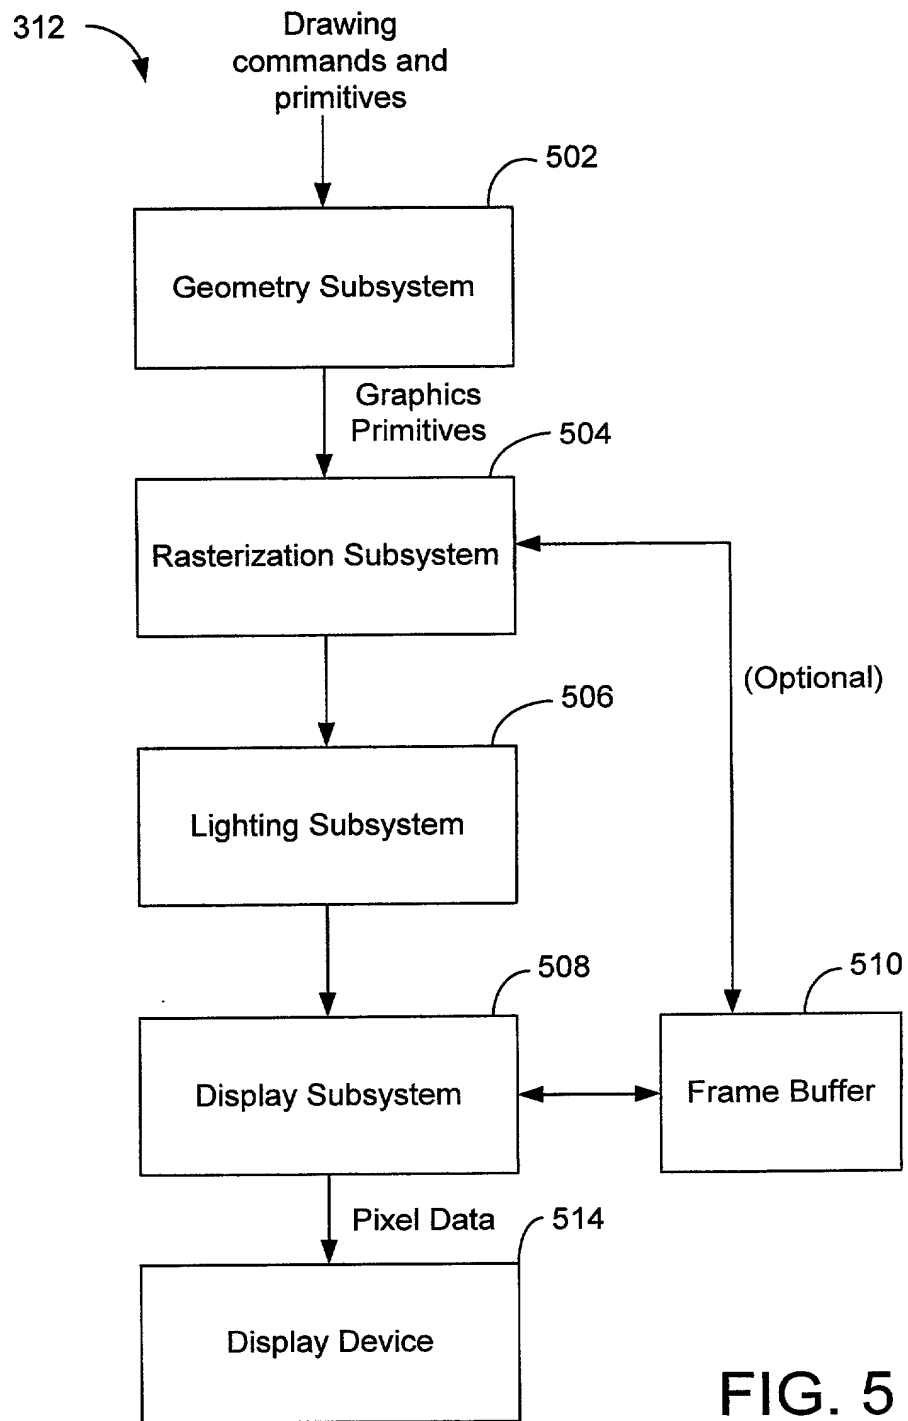 312
Drawing
commands and
primitives
502
Geometry Subsystem
Graphics
Primitives
504
Rasterization Subsystem
(Optional)
506
Lighting Subsystem
508
510
Display Subsystem
Frame Buffer
Pixel Data
514
Display Device
FIG. 5